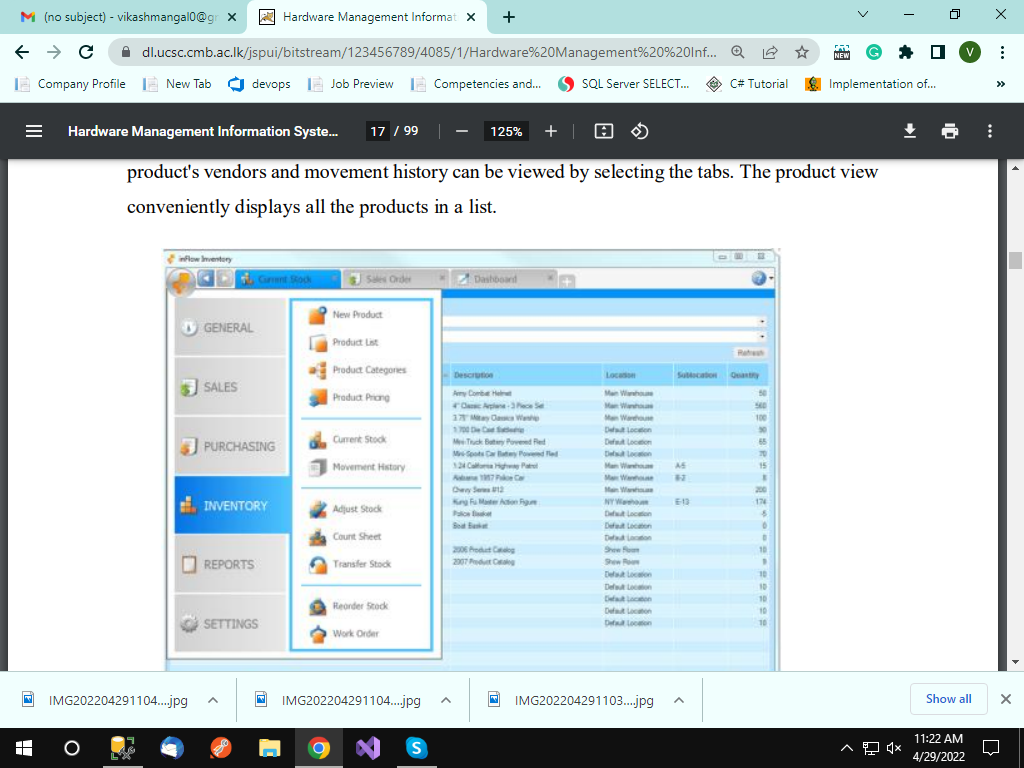 (no subject) - vikashmangal0@gr
Hardware Management Informat
dl.ucsc.cmb.ac.lk/jspui/bitstream/123456789/4085/1/Hardware%20Management%20%20Inf...
NEW
V
Company Profile
New Tab
devops
Job Preview
Competencies and...
SQL Server SELECT...
C# Tutorial
Implementation of...
»
Hardware Management Information Syste...
17 / 99
125%
product's vendors and movement history can be viewed by selecting the tabs. The product view
conveniently displays all the products in a list.
inFlow Inventory
Current Stock
Sales Order
Dashboard
GENERAL
SALES
PURCHASING
INVENTORY
REPORTS
SETTINGS
New Product
Product List
Product Categories
Product Pricing
Current Stock
Movement History
Adjust Stock
Count Sheet
Transfer Stock
Reorder Stock
Work Order
Refresh
Description Location Sublocation Quantity
Army Combat Helmet Main Warehouse 50
4" Classic Airplane - 3 Piece Set Main Warehouse 560
3.75" Military Classics Warship Main Warehouse 100
1:700 Die Cast Battleship Default Location 90
Mini-Truck Battery Powered Red Default Location 65
Mini-Sports Car Battery Powered Red Default Location 70
1:24 California Highway Patrol Main Warehouse A-5 15
Alabama 1957 Police Car Main Warehouse B-2 8
Chevy Series #12 Main Warehouse 200
Kung Fu Master Action Figure NY Warehouse E-13 174
Police Basket Default Location
Boat Basket Default Location 0
Default Location 0
2006 Product Catalog Show Room 10
2007 Product Catalog Show Room 9
Default Location 10
Default Location 10
Default Location 10
Default Location 10
Default Location 10
IMG202204291104....jpg
IMG202204291104....jpg
IMG202204291103....jpg
Show all
11:22 AM
4/29/2022